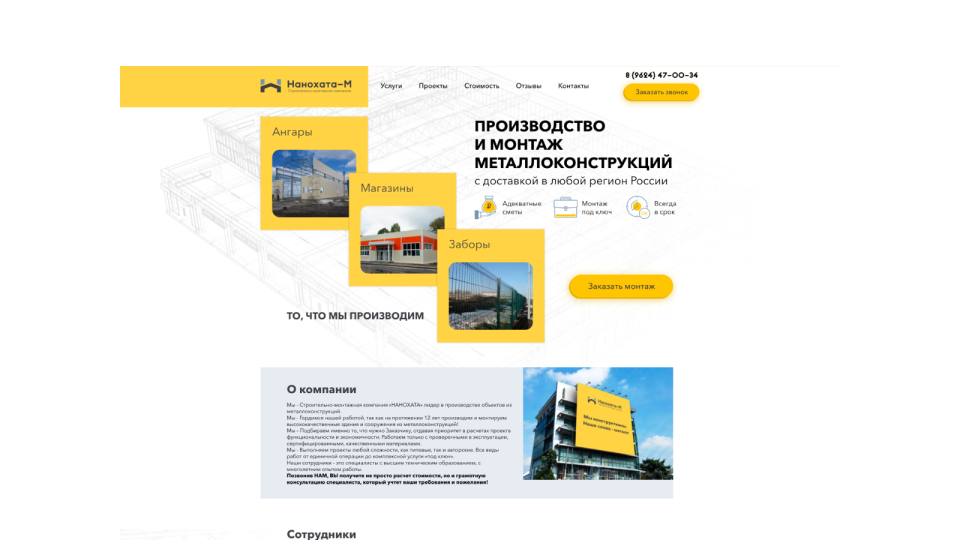 Нанохата-М
Строительно-монтажная компания
Услуги
Проекты
Стоимость
Отзывы
Контакты
8 (9624) 47-00-34
Заказать звонок
Ангары
Магазины
Заборы
ПРОИЗВОДСТВО
И МОНТАЖ
МЕТАЛЛОКОНСТРУКЦИЙ
с доставкой в любой регион России
Адекватные
сметы
Монтаж
под ключ
Всегда
в срок
Заказать монтаж
ТО, ЧТО МЫ ПРОИЗВОДИМ
О компании
Мы - Строительно-монтажная компания «НАНОХАТА» лидер в производстве объектов из
металлоконструкций.
Мы - Гордимся нашей работой, так как на протяжении 12 лет производим и монтируем
высококачественные здания и сооружения из металлоконструкций!
Мы - Подбираем именно то, что нужно Заказчику, отдавая приоритет в расчетах проекта
функциональности и экономичности. Работаем только с проверенными в эксплуатации,
сертифицированными, качественными материалами.
Мы - Выполняем проекты любой сложности, как типовые, так и авторские. Все виды
работ от единичной операции до комплексной услуги «под ключ».
Наши сотрудники - это специалисты с высшим техническим образованием, с
многолетним опытом работы.
Позвонив НАМ, ВЫ получите не просто расчет стоимости, но и грамотную
консультацию специалиста, который учтет ваши требования и пожелания!
Нанохата-М
Мы конструктивны.
Наше слово - металл
Сотрудники